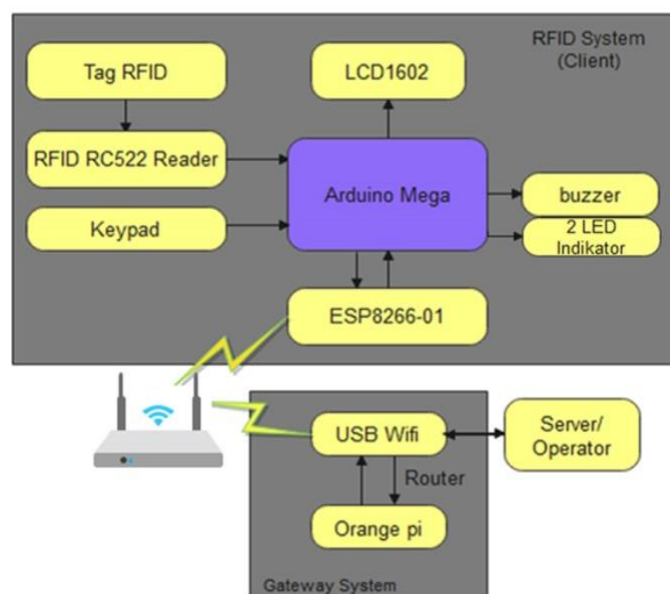 RFID System
(Client)
Tag RFID
LCD1602
RFID RC522 Reader
Arduino Mega
Keypad
buzzer
2 LED
Indikator
ESP8266-01
USB Wifi
Server/
Operator
Router
Orange pi
Gateway System